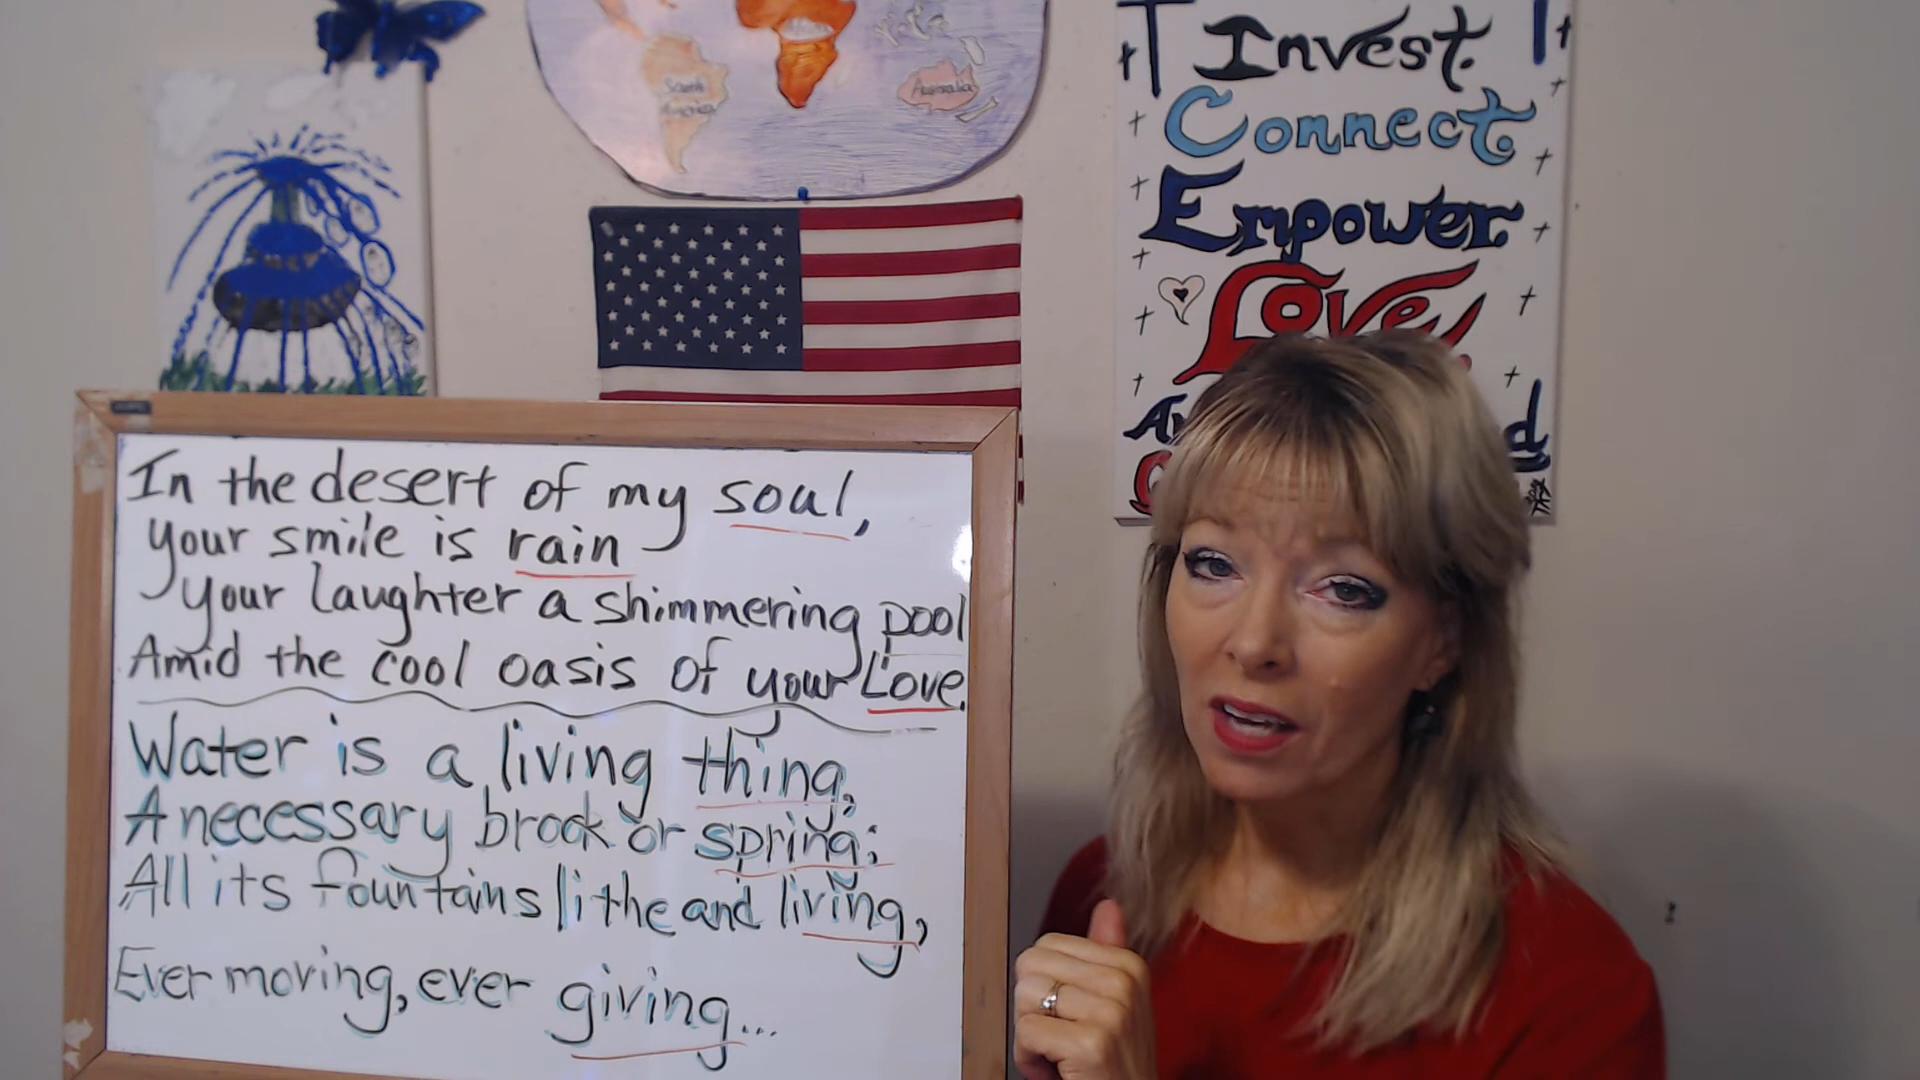 South
America
Australia
Invest.
Connect.
Empower.
Love
In the desert of my soul,
your smile is rain
your laughter a shimmering pool
Amid the cool oasis of your Love.
Water is a living thing,
A necessary brook or spring;
All its fountains lithe and living,
Ever moving, ever giving...